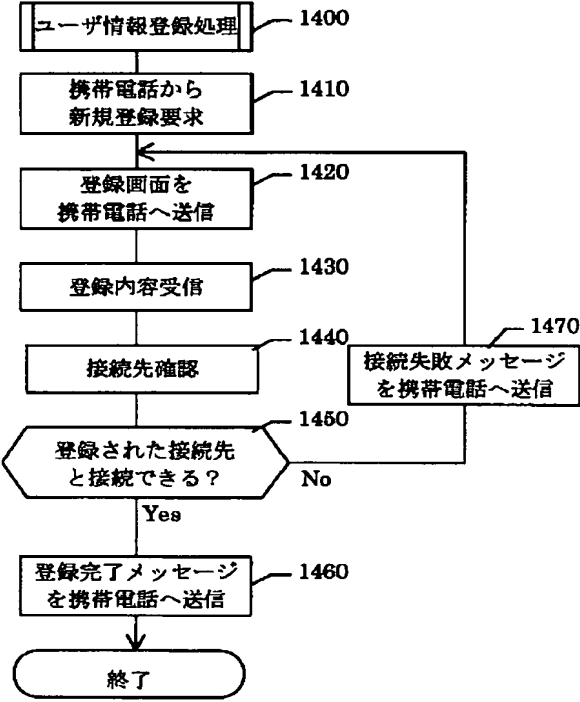 ユーザ情報登録処理
1400
携帯電話から
新規登録要求
1410
登録画面を
携帯電話へ送信
1420
登録内容受信
1430
接続先確認
1440
登録された接続先
と接続できる？
1450
No
Yes
接続失敗メッセージ
を携帯電話へ送信
1470
登録完了メッセージ
を携帯電話へ送信
1460
終了